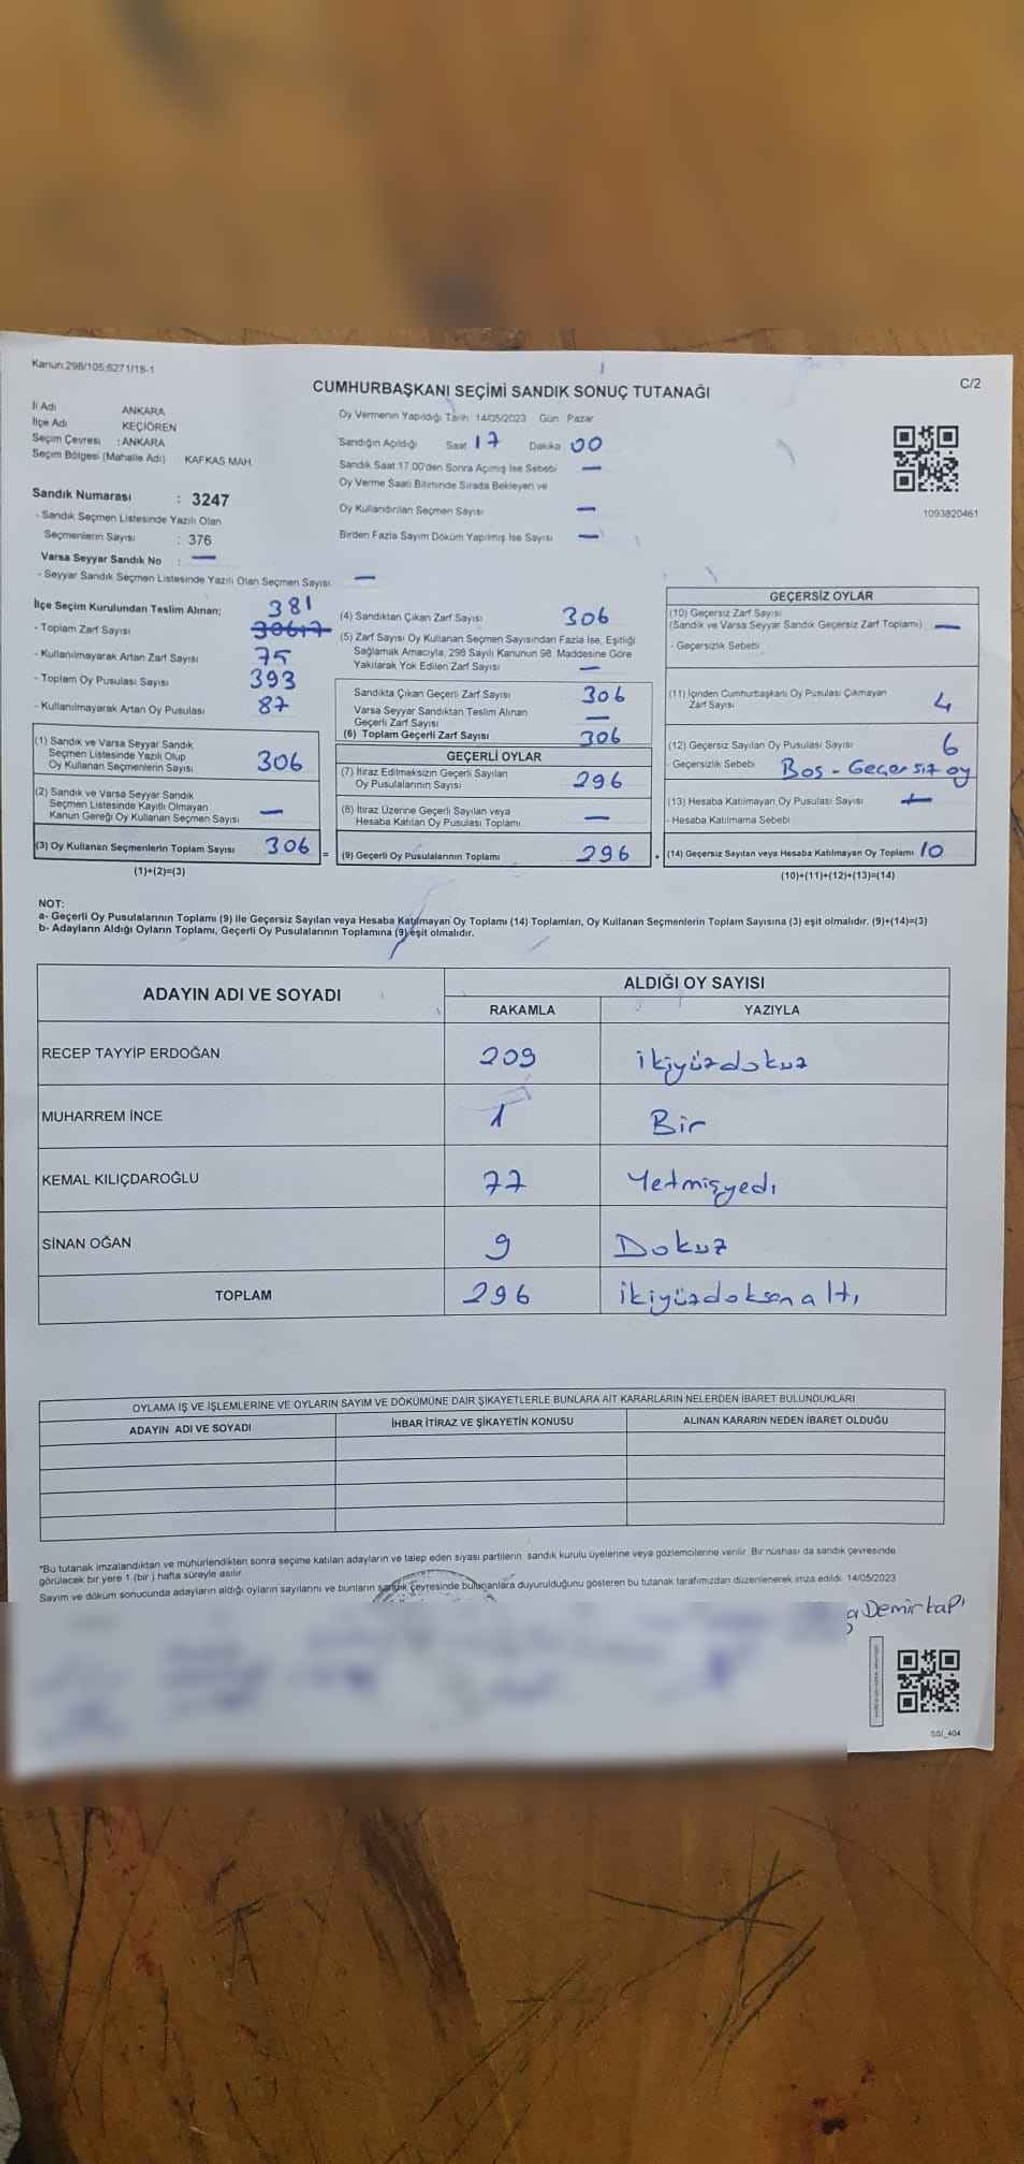 Kanun:298/105;6271/18-1
CUMHURBAŞKANI SEÇİMİ SANDIK SONUÇ TUTANAĞI
C/2
İl Adı ANKARA
İlçe Adı KEÇİÖREN
Seçim Çevresi : ANKARA
Seçim Bölgesi (Mahalle Adı) KAFKAS MAH.
Oy Vermenin Yapıldığı Tarih: 14/05/2023 Gün: Pazar
Sandığın Açıldığı Saat 17 Dakika 00
Sandık Saat 17.00'den Sonra Açılmış İse Sebebi —
Oy Verme Saati Bitiminde Sırada Bekleyen ve
Oy Kullandırılan Seçmen Sayısı —
Birden Fazla Sayım Döküm Yapılmış İse Sayısı —
1093820461
Sandık Numarası : 3247
- Sandık Seçmen Listesinde Yazılı Olan
Seçmenlerin Sayısı : 376
Varsa Seyyar Sandık No : —
- Seyyar Sandık Seçmen Listesinde Yazılı Olan Seçmen Sayısı —
İlçe Seçim Kurulundan Teslim Alınan; 381
- Toplam Zarf Sayısı
- Kullanılmayarak Artan Zarf Sayısı 75
- Toplam Oy Pusulası Sayısı 393
- Kullanılmayarak Artan Oy Pusulası 87
(1) Sandık ve Varsa Seyyar Sandık
Seçmen Listesinde Yazılı Olup
Oy Kullanan Seçmenlerin Sayısı 306
(2) Sandık ve Varsa Seyyar Sandık
Seçmen Listesinde Kayıtlı Olmayan
Kanun Gereği Oy Kullanan Seçmen Sayısı —
(3) Oy Kullanan Seçmenlerin Toplam Sayısı 306 =
(1)+(2)=(3)
(4) Sandıktan Çıkan Zarf Sayısı 306
(5) Zarf Sayısı Oy Kullanan Seçmen Sayısından Fazla İse, Eşitliği
Sağlamak Amacıyla, 298 Sayılı Kanunun 98. Maddesine Göre
Yakılarak Yok Edilen Zarf Sayısı —
Sandıkta Çıkan Geçerli Zarf Sayısı 306
Varsa Seyyar Sandıktan Teslim Alınan
Geçerli Zarf Sayısı —
(6) Toplam Geçerli Zarf Sayısı 306
GEÇERLİ OYLAR
(7) İtiraz Edilmeksizin Geçerli Sayılan
Oy Pusulalarının Sayısı 296
(8) İtiraz Üzerine Geçerli Sayılan veya
Hesaba Katılan Oy Pusulası Toplamı —
(9) Geçerli Oy Pusulalarının Toplamı 296 +
GEÇERSİZ OYLAR
(10) Geçersiz Zarf Sayısı
(Sandık ve Varsa Seyyar Sandık Geçersiz Zarf Toplamı) —
- Geçersizlik Sebebi
(11) İçinden Cumhurbaşkanı Oy Pusulası Çıkmayan
Zarf Sayısı 4
(12) Geçersiz Sayılan Oy Pusulası Sayısı 6
- Geçersizlik Sebebi Boş - Geçersiz oy
(13) Hesaba Katılmayan Oy Pusulası Sayısı
- Hesaba Katılmama Sebebi
(14) Geçersiz Sayılan veya Hesaba Katılmayan Oy Toplamı 10
(10)+(11)+(12)+(13)=(14)
NOT:
a- Geçerli Oy Pusulalarının Toplamı (9) ile Geçersiz Sayılan veya Hesaba Katılmayan Oy Toplamı (14) Toplamları, Oy Kullanan Seçmenlerin Toplam Sayısına (3) eşit olmalıdır. (9)+(14)=(3)
b- Adayların Aldığı Oyların Toplamı, Geçerli Oy Pusulalarının Toplamına (9) eşit olmalıdır.
ADAYIN ADI VE SOYADI ALDIĞI OY SAYISI
RAKAMLA YAZIYLA
RECEP TAYYİP ERDOĞAN 209 ikiyüzdokuz
MUHARREM İNCE 1 Bir
KEMAL KILIÇDAROĞLU 77 Yetmişyedi
SİNAN OĞAN 9 Dokuz
TOPLAM 296 ikiyüzdoksanaltı
OYLAMA İŞ VE İŞLEMLERİNE VE OYLARIN SAYIM VE DÖKÜMÜNE DAİR ŞİKAYETLERLE BUNLARA AİT KARARLARIN NELERDEN İBARET BULUNDUKLARI
ADAYIN ADI VE SOYADI İHBAR İTİRAZ VE ŞİKAYETİN KONUSU ALINAN KARARIN NEDEN İBARET OLDUĞU
*Bu tutanak imzalandıktan ve mühürlendikten sonra seçime katılan adayların ve talep eden siyasi partilerin sandık kurulu üyelerine veya gözlemcilerine verilir. Bir nüshası da sandık çevresinde
görülecek bir yere 1 (bir) hafta süreyle asılır.
Sayım ve döküm sonucunda adayların aldığı oyların sayılarını ve bunların sandık çevresinde bulunanlara duyurulduğunu gösteren bu tutanak tarafımızdan düzenlenerek imza edildi. 14/05/2023
Demirkapı
SGI_404